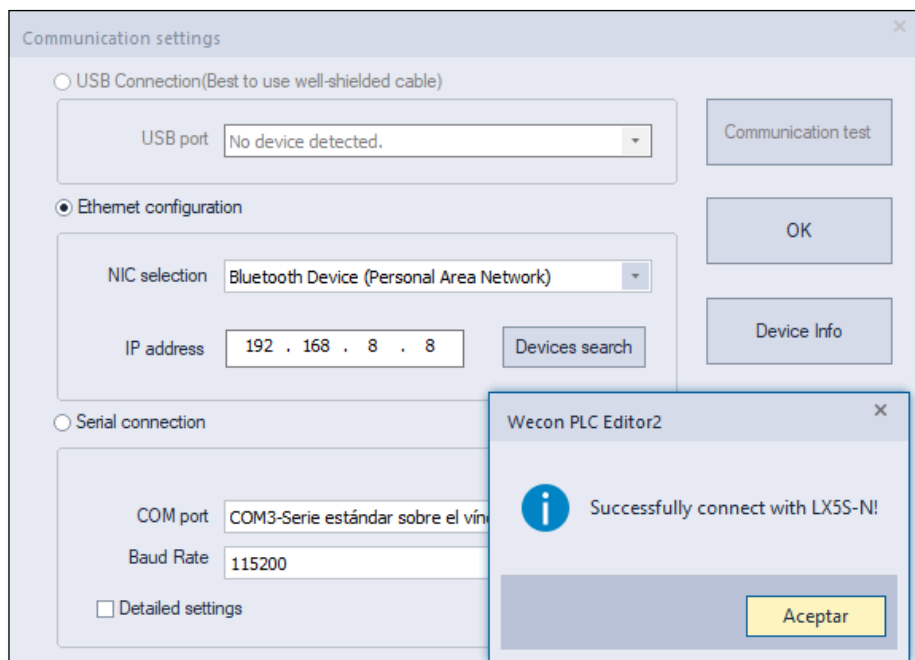 Communication settings
USB Connection(Best to use well-shielded cable)
USB port
No device detected.
Communication test
Ethernet configuration
OK
NIC selection
Bluetooth Device (Personal Area Network)
IP address
192 . 168 . 8 . 8
Devices search
Device Info
Serial connection
Wecon PLC Editor2
Successfully connect with LX5S-N!
COM port
COM3-Serie estándar sobre el
Baud Rate
115200
Detailed settings
Aceptar